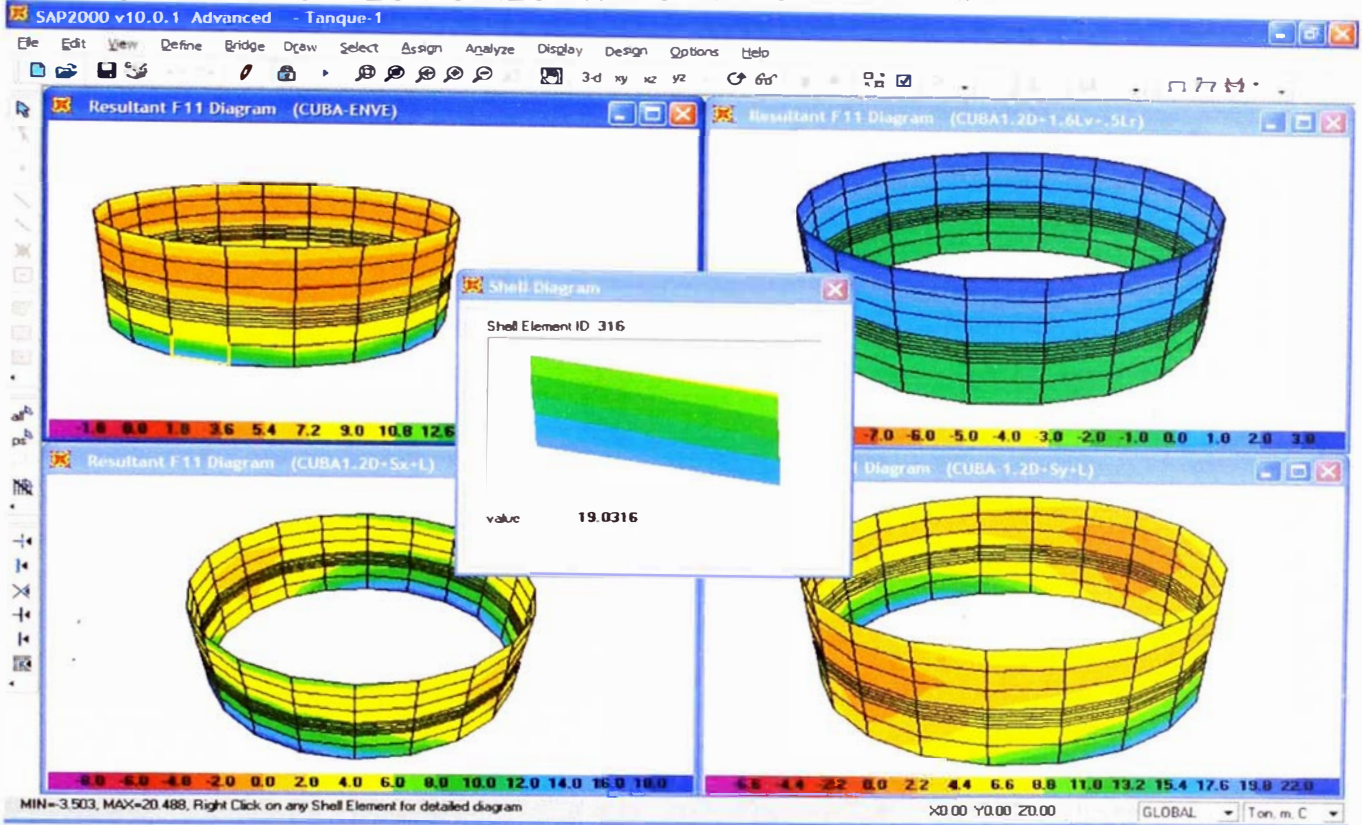 SAP2000 v10.0.1 Advanced - Tanque-1
File Edit View Define Bridge Draw Select Assign Analyze Display Design Options Help
3-d xy xz yz
Resultant F11 Diagram (CUBA-ENVE)
-1.8 0.0 1.8 3.6 5.4 7.2 9.0 10.8 12.6
Resultant F11 Diagram (CUBA1.2D+1.6Lv+.5Lr)
-7.0 -6.0 -5.0 -4.0 -3.0 -2.0 -1.0 0.0 1.0 2.0 3.0
Shell Diagram
Shell Element ID 316
value 19.0316
all
ps
Resultant F11 Diagram (CUBA1.2D+Sx+L)
-8.0 -6.0 -4.0 -2.0 0.0 2.0 4.0 6.0 8.0 10.0 12.0 14.0 16.0 18.0
Diagram (CUBA-1.2D+Sy+L)
-6.6 -4.4 -2.2 0.0 2.2 4.4 6.6 8.8 11.0 13.2 15.4 17.6 19.8 22.0
MIN=-3.503, MAX=20.488, Right Click on any Shell Element for detailed diagram
X0.00 Y0.00 Z0.00
GLOBAL
Ton, m, C